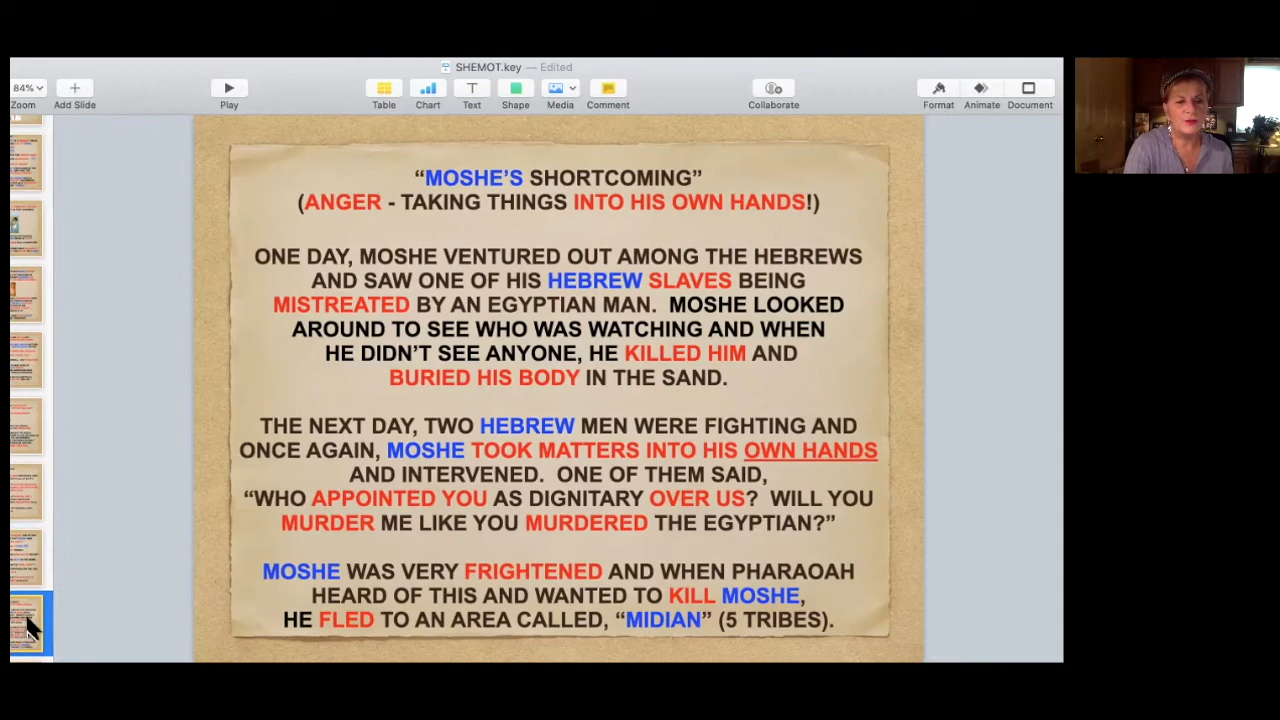 SHEMOT.key — Edited
84%
Zoom
Add Slide
Play
Table
Chart
Text
Shape
Media
Comment
Collaborate
Format
Animate
Document
“MOSHE’S SHORTCOMING”
(ANGER - TAKING THINGS INTO HIS OWN HANDS!)
ONE DAY, MOSHE VENTURED OUT AMONG THE HEBREWS
AND SAW ONE OF HIS HEBREW SLAVES BEING
MISTREATED BY AN EGYPTIAN MAN. MOSHE LOOKED
AROUND TO SEE WHO WAS WATCHING AND WHEN
HE DIDN’T SEE ANYONE, HE KILLED HIM AND
BURIED HIS BODY IN THE SAND.
THE NEXT DAY, TWO HEBREW MEN WERE FIGHTING AND
ONCE AGAIN, MOSHE TOOK MATTERS INTO HIS OWN HANDS
AND INTERVENED. ONE OF THEM SAID,
“WHO APPOINTED YOU AS DIGNITARY OVER US? WILL YOU
MURDER ME LIKE YOU MURDERED THE EGYPTIAN?”
MOSHE WAS VERY FRIGHTENED AND WHEN PHARAOAH
HEARD OF THIS AND WANTED TO KILL MOSHE,
HE FLED TO AN AREA CALLED, “MIDIAN” (5 TRIBES).